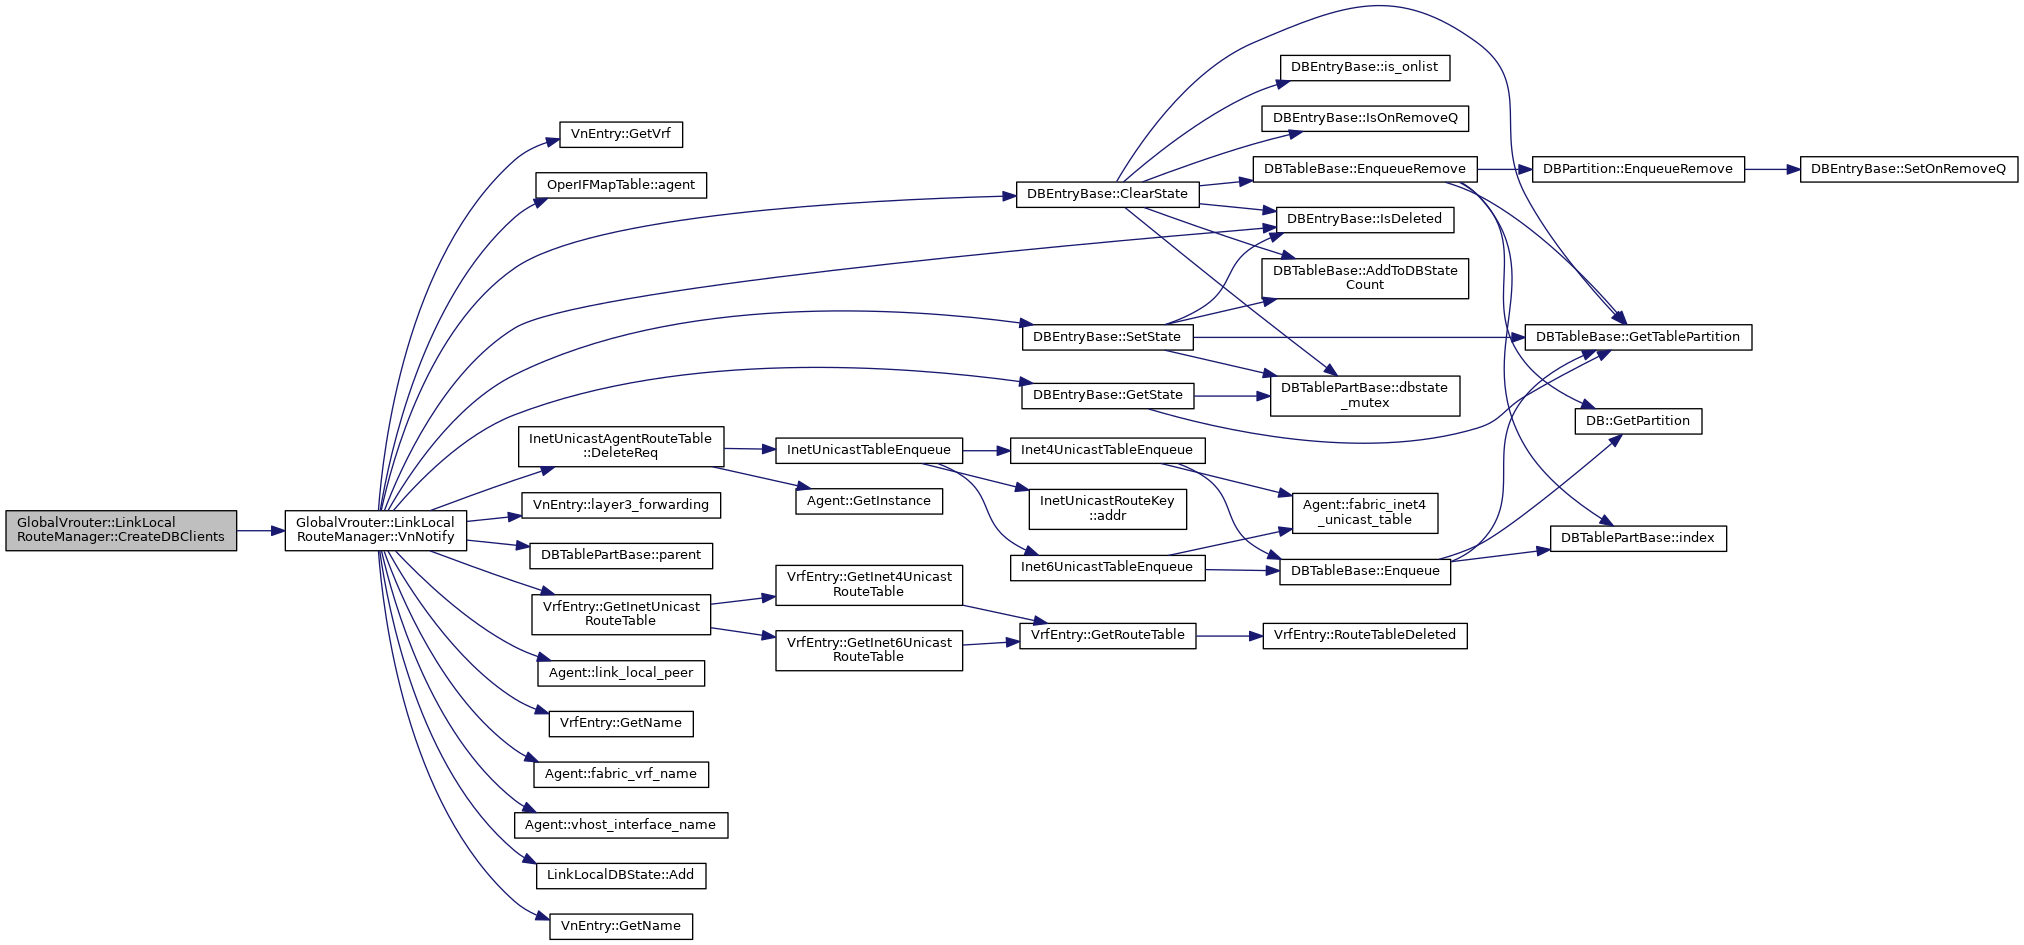 GlobalVrouter::LinkLocal
RouteManager::CreateDBClients
GlobalVrouter::LinkLocal
RouteManager::VnNotify
VnEntry::GetVrf
OperIFMapTable::agent
InetUnicastAgentRouteTable
::DeleteReq
VnEntry::layer3_forwarding
DBTablePartBase::parent
VrfEntry::GetInetUnicast
RouteTable
Agent::link_local_peer
VrfEntry::GetName
Agent::fabric_vrf_name
Agent::vhost_interface_name
LinkLocalDBState::Add
VnEntry::GetName
InetUnicastTableEnqueue
Agent::GetInstance
VrfEntry::GetInet4Unicast
RouteTable
VrfEntry::GetInet6Unicast
RouteTable
DBEntryBase::ClearState
DBEntryBase::SetState
DBEntryBase::GetState
Inet4UnicastTableEnqueue
InetUnicastRouteKey
::addr
Inet6UnicastTableEnqueue
VrfEntry::GetRouteTable
DBEntryBase::is_onlist
DBEntryBase::IsOnRemoveQ
DBTableBase::EnqueueRemove
DBEntryBase::IsDeleted
DBTableBase::AddToDBState
Count
DBTablePartBase::dbstate
_mutex
Agent::fabric_inet4
_unicast_table
DBTableBase::Enqueue
VrfEntry::RouteTableDeleted
DBPartition::EnqueueRemove
DBTableBase::GetTablePartition
DB::GetPartition
DBTablePartBase::index
DBEntryBase::SetOnRemoveQ